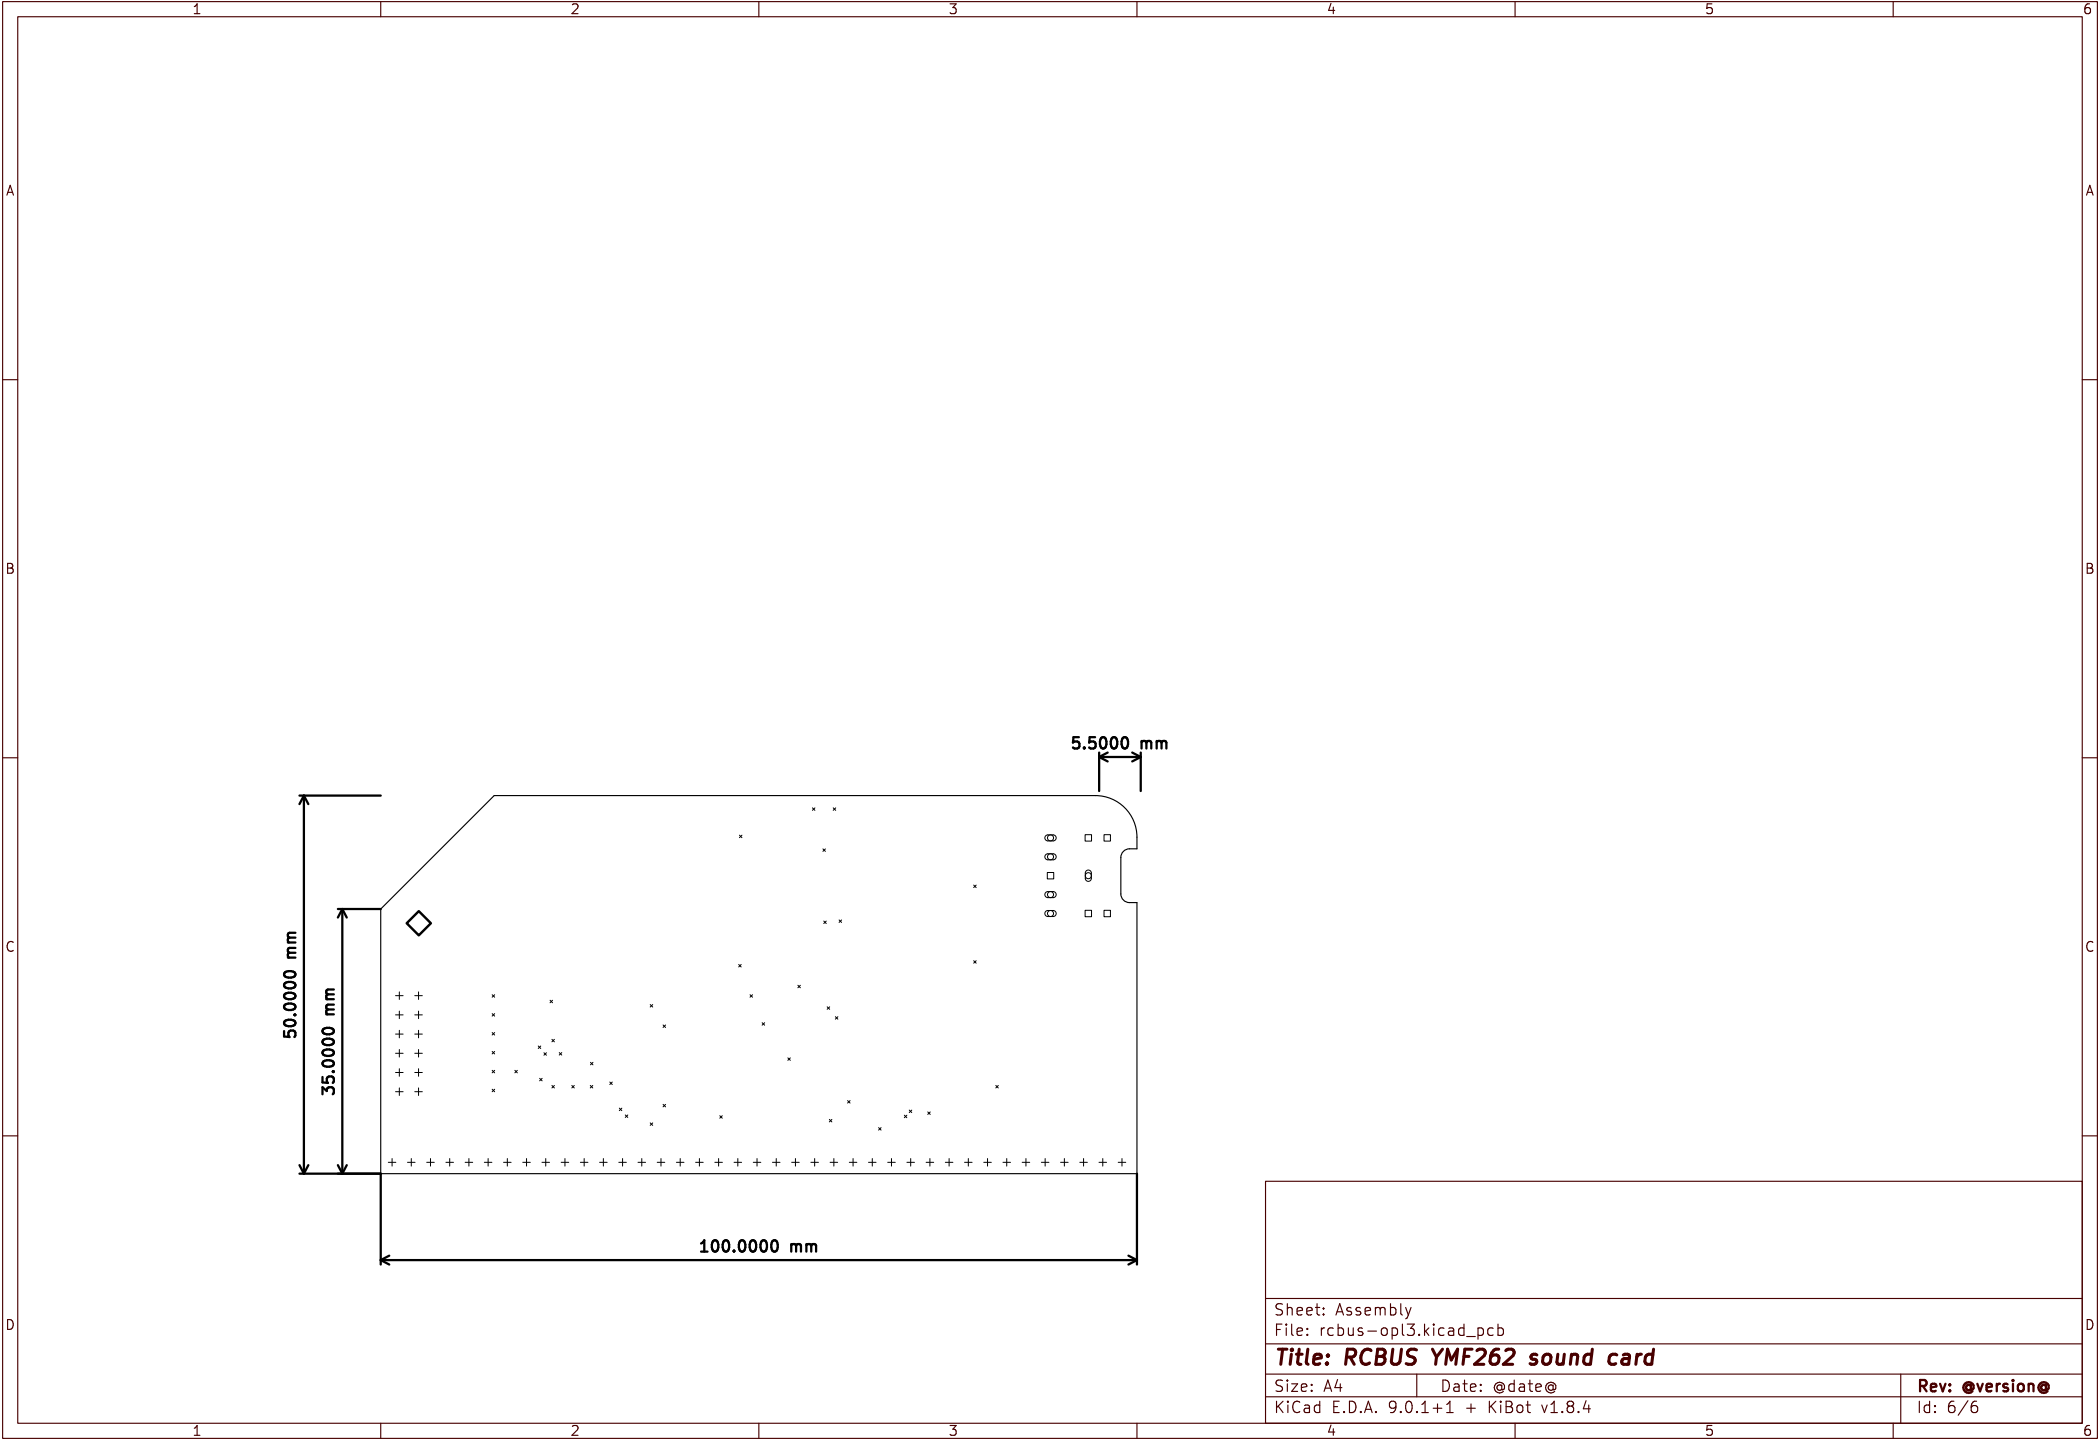 1 2 3 4 5 6
A A
B B
5.5000 mm
50.0000 mm
35.0000 mm
C C
100.0000 mm
Sheet: Assembly
File: rcbus-opl3.kicad_pcb
D D
Title: RCBUS YMF262 sound card
Size: A4 Date: @date@ Rev: @version@
KiCad E.D.A. 9.0.1+1 + KiBot v1.8.4 Id: 6/6
1 2 3 4 5 6